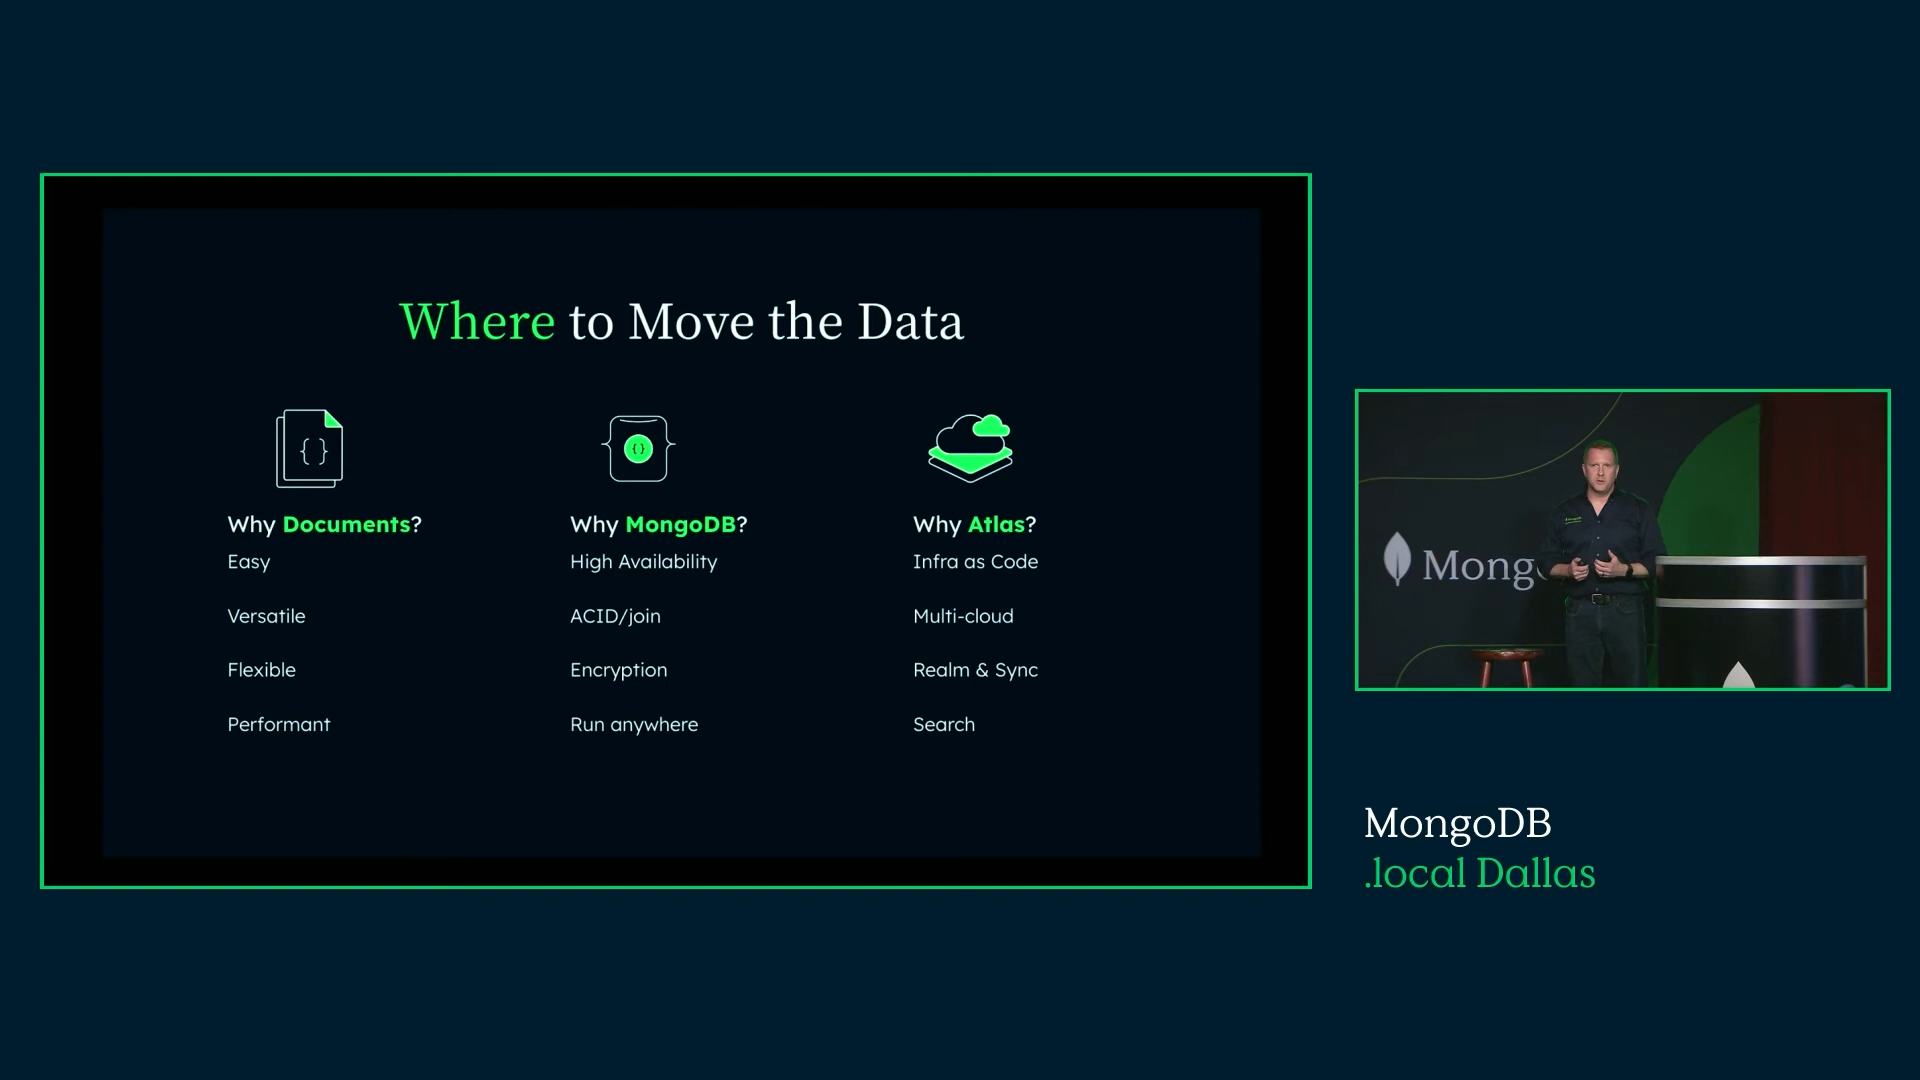 Where to Move the Data
Why Documents?
Easy
Versatile
Flexible
Performant
Why MongoDB?
High Availability
ACID/join
Encryption
Run anywhere
Why Atlas?
Infra as Code
Multi-cloud
Realm & Sync
Search
Mongo
MongoDB
.local Dallas